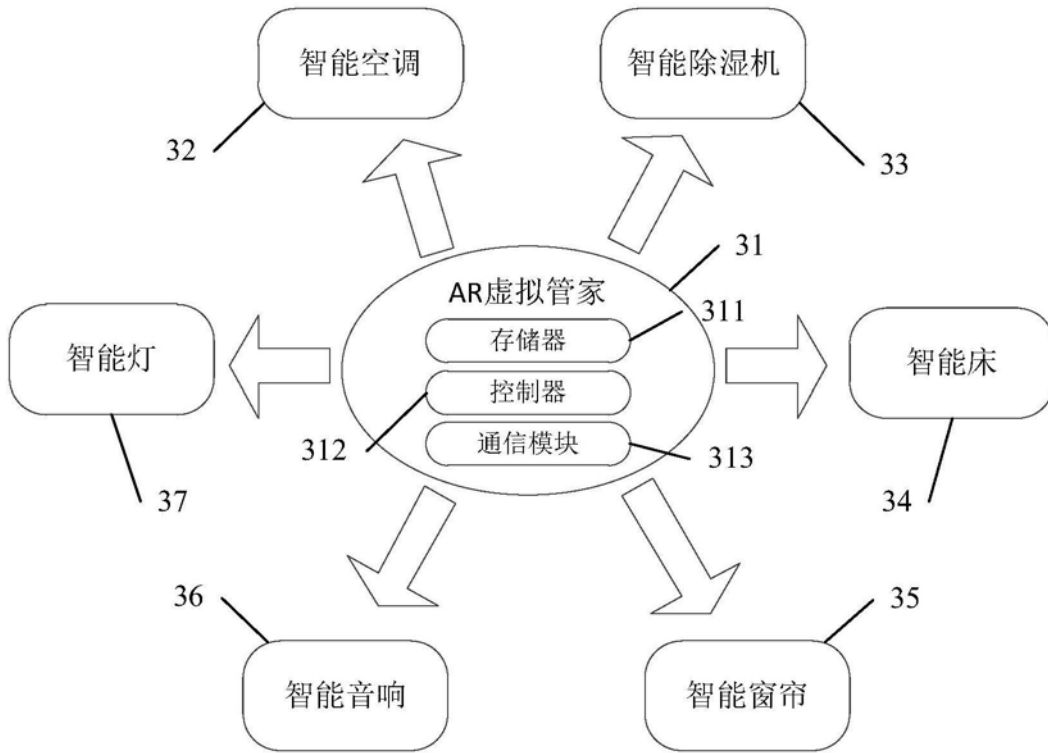 智能空调
智能除湿机
32
33
31
AR虚拟管家
311
存储器
智能灯
控制器
智能床
312
通信模块
313
37
34
36
35
智能音响
智能窗帘